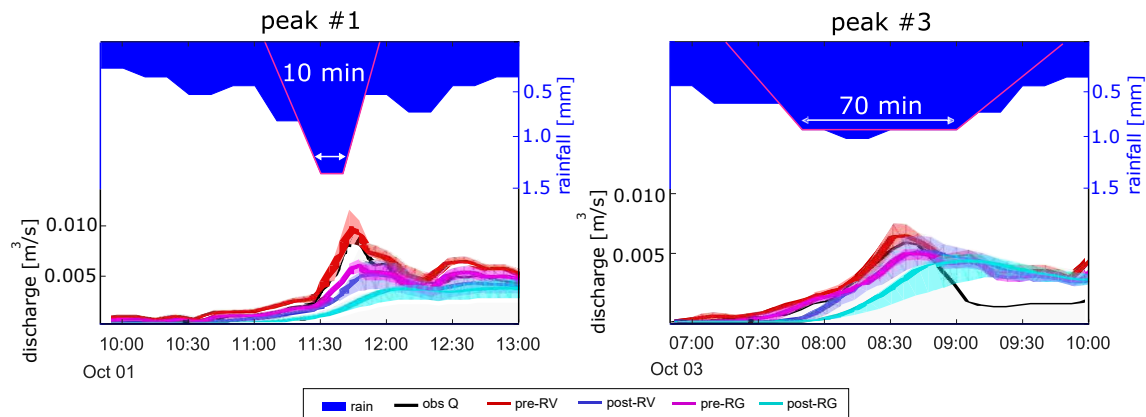 peak #1
peak #3
10 min
70 min
0.5
1.0
1.5
rainfall [mm]
0.5
1.0
1.5
rainfall [mm]
0.010
0.005
discharge [m³/s]
0.010
0.005
discharge [m³/s]
10:00 10:30 11:00 11:30 12:00 12:30 13:00
Oct 01
07:00 07:30 08:00 08:30 09:00 09:30 10:00
Oct 03
rain obs Q pre-RV post-RV pre-RG post-RG